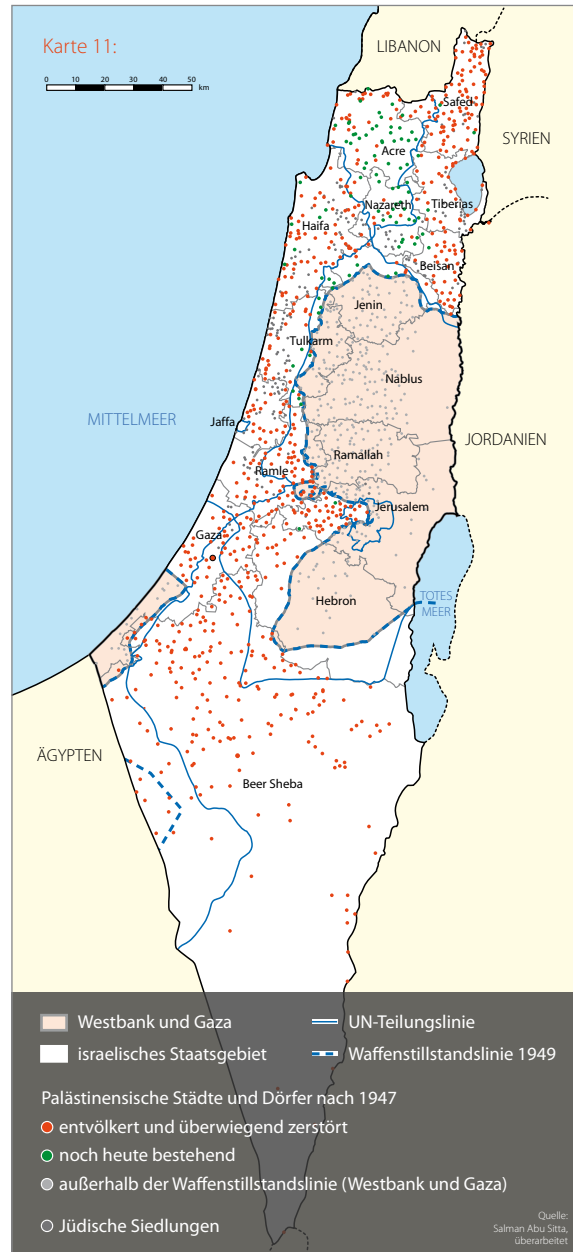 Karte 11:
0 10 20 30 40 50
km
LIBANON
SYRIEN
Safed
Acre
Nazareth
Tiberias
Haifa
Beisan
Jenin
Tulkarm
Nablus
MITTELMEER
Jaffa
JORDANIEN
Ramallah
Ramle
Jerusalem
Gaza
Hebron
TOTES
MEER
ÄGYPTEN
Beer Sheba
Westbank und Gaza
UN-Teilungslinie
israelisches Staatsgebiet
Waffenstillstandslinie 1949
Palästinensische Städte und Dörfer nach 1947
entvölkert und überwiegend zerstört
noch heute bestehend
außerhalb der Waffenstillstandslinie (Westbank und Gaza)
Jüdische Siedlungen
Quelle:
Salman Abu Sitta,
überarbeitet